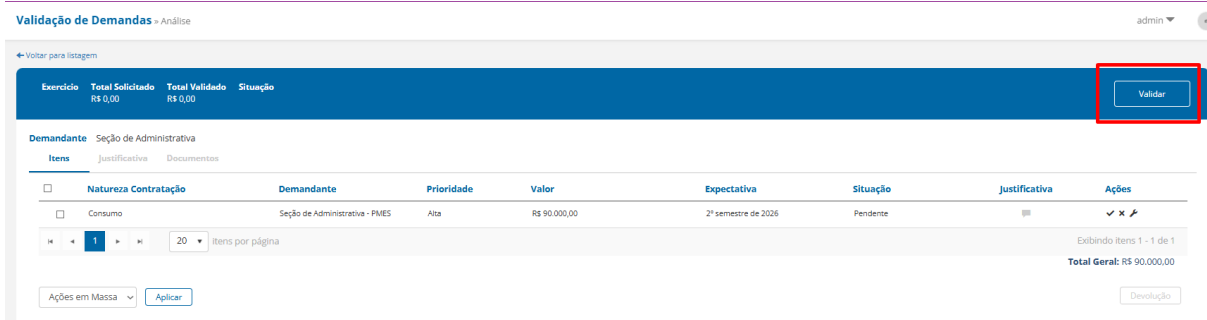 Validação de Demandas » Análise
admin
Voltar para listagem
Exercício Total Solicitado Total Validado Situação
R$ 0,00 R$ 0,00
Validar
Demandante Seção de Administrativa
Itens Justificativa Documentos
Natureza Contratação Demandante Prioridade Valor Expectativa Situação Justificativa Ações
Consumo Seção de Administrativa - PMES Alta R$ 90.000,00 2º semestre de 2026 Pendente
1 20 itens por página Exibindo itens 1 - 1 de 1
Total Geral: R$ 90.000,00
Ações em Massa Aplicar Devolução